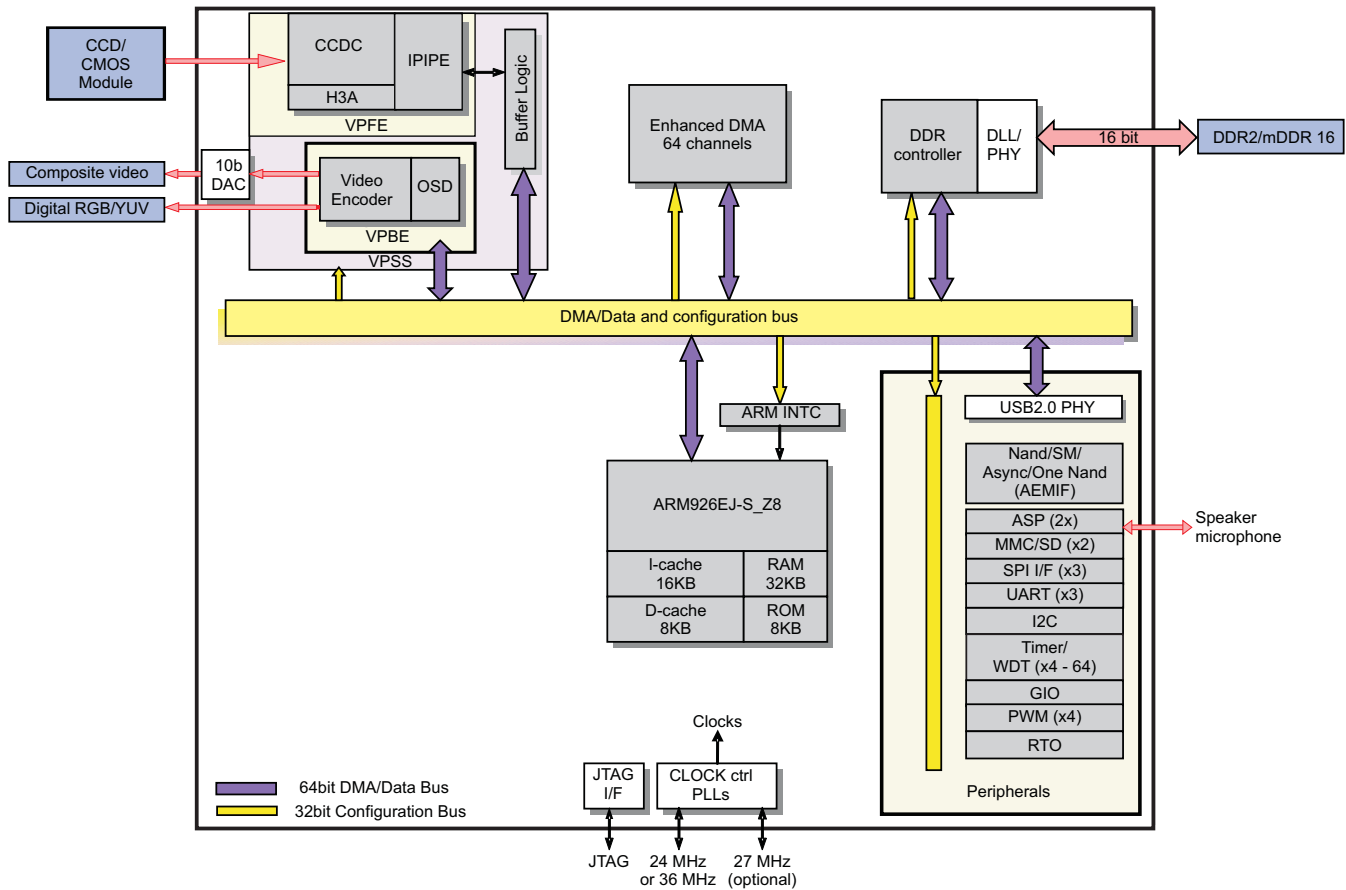 CCD/
CMOS
Module
CCDC
IPIPE
H3A
VPFE
Buffer Logic
Composite video
10b
DAC
Digital RGB/YUV
Video
Encoder
OSD
VPBE
VPSS
Enhanced DMA
64 channels
DDR
controller
DLL/
PHY
16 bit
DDR2/mDDR 16
DMA/Data and configuration bus
ARM INTC
ARM926EJ-S_Z8
I-cache
16KB
RAM
32KB
D-cache
8KB
ROM
8KB
USB2.0 PHY
Nand/SM/
Async/One Nand
(AEMIF)
ASP (2x)
MMC/SD (x2)
SPI I/F (x3)
UART (x3)
I2C
Timer/
WDT (x4 - 64)
GIO
PWM (x4)
RTO
Peripherals
Speaker
microphone
Clocks
JTAG
I/F
CLOCK ctrl
PLLs
64bit DMA/Data Bus
32bit Configuration Bus
JTAG
24 MHz
or 36 MHz
27 MHz
(optional)